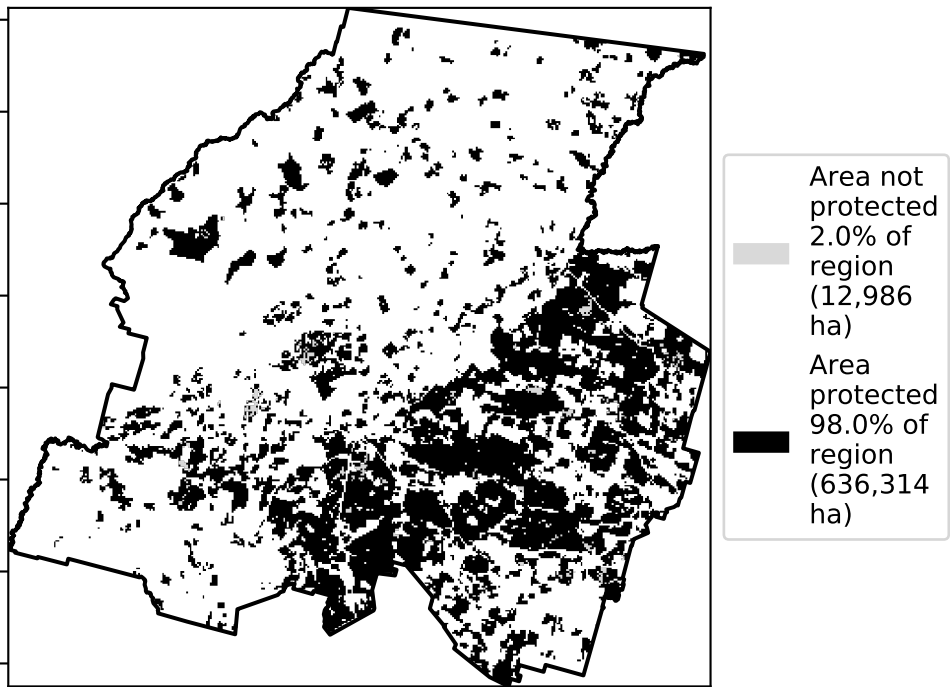 Area not
protected
2.0% of
region
(12,986
ha)
Area
protected
98.0% of
region
(636,314
ha)